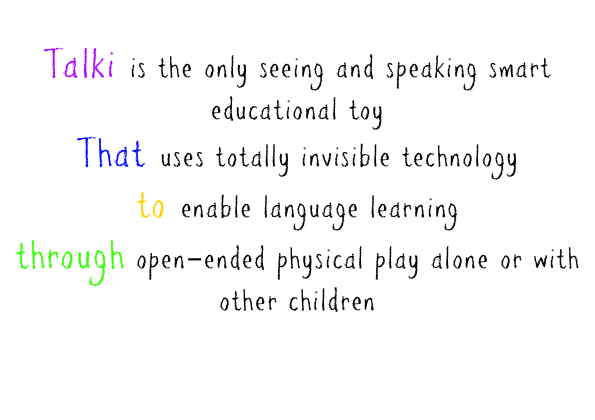 Talki is the only seeing and speaking smart
educational toy
That uses totally invisible technology
to enable language learning
through open-ended physical play alone or with
other children